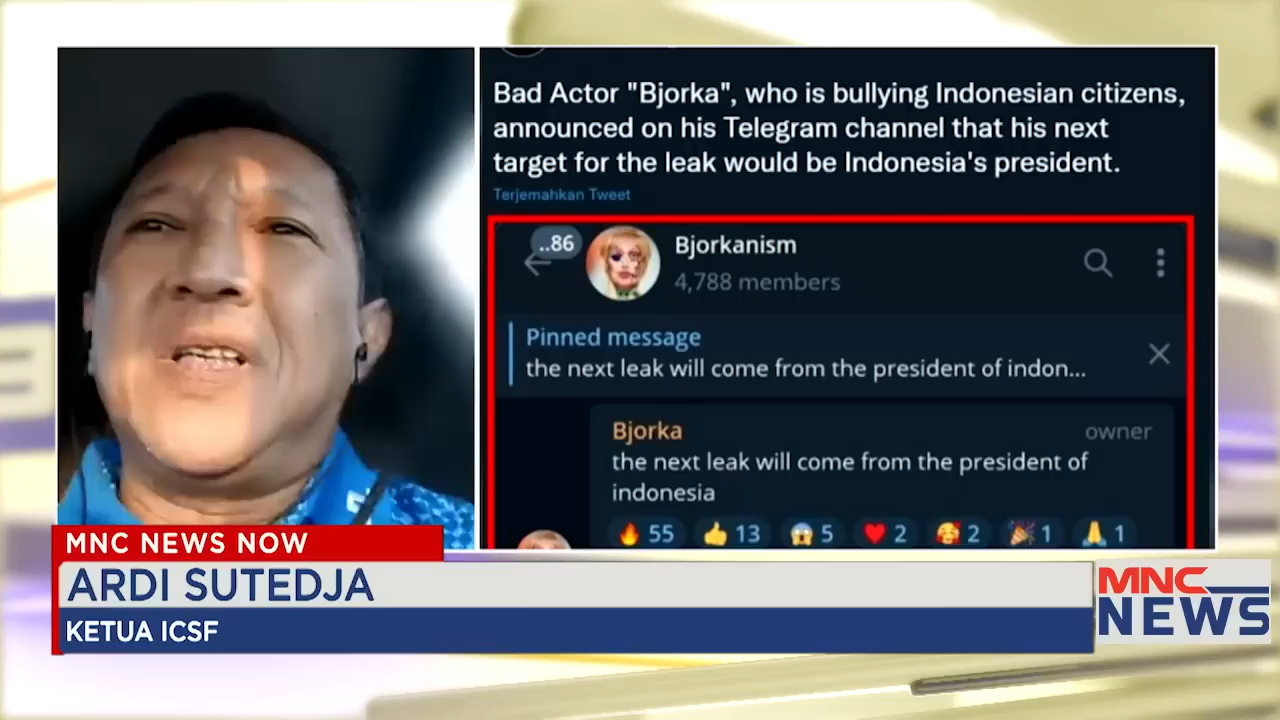 Bad Actor "Bjorka", who is bullying Indonesian citizens,
announced on his Telegram channel that his next
target for the leak would be Indonesia's president.
Terjemahkan Tweet
..86
Bjorkanism
4,788 members
Pinned message
the next leak will come from the president of indon...
Bjorka
owner
the next leak will come from the president of
indonesia
55 13 5 2 2 1 1
MNC NEWS NOW
ARDI SUTEDJA
KETUA ICSF
MNC
NEWS